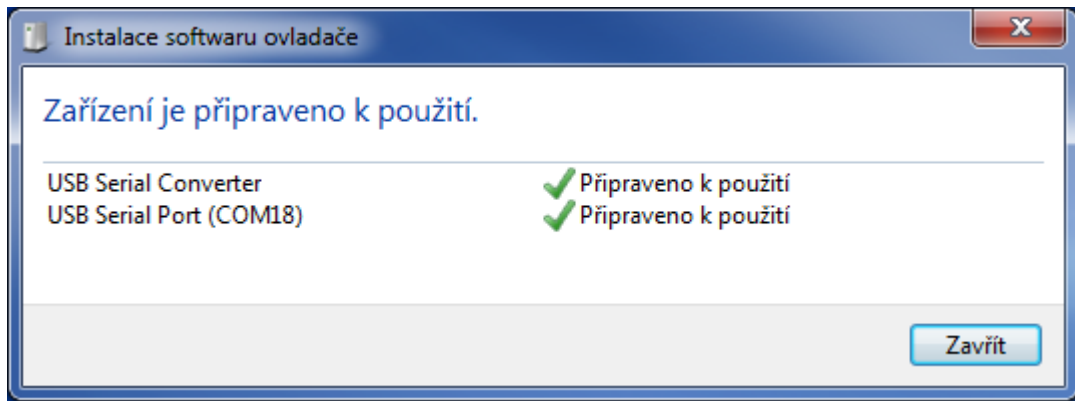 Instalace softwaru ovladače
Zařízení je připraveno k použití.
USB Serial Converter Připraveno k použití
USB Serial Port (COM18) Připraveno k použití
Zavřít